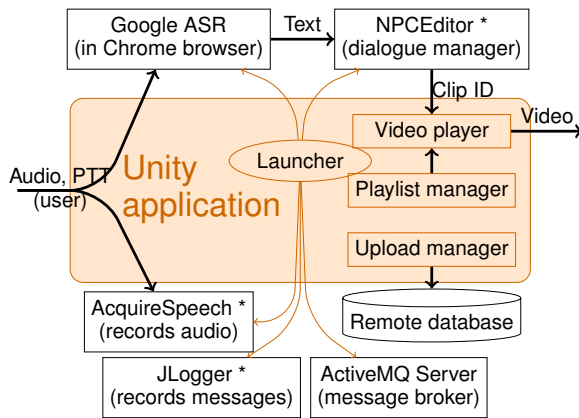 Google ASR
(in Chrome browser)
Text
NPCEditor *
(dialogue manager)
Clip ID
Video player
Video
Launcher
Unity
application
Audio, PTT
(user)
Playlist manager
Upload manager
AcquireSpeech *
(records audio)
Remote database
JLogger *
(records messages)
ActiveMQ Server
(message broker)